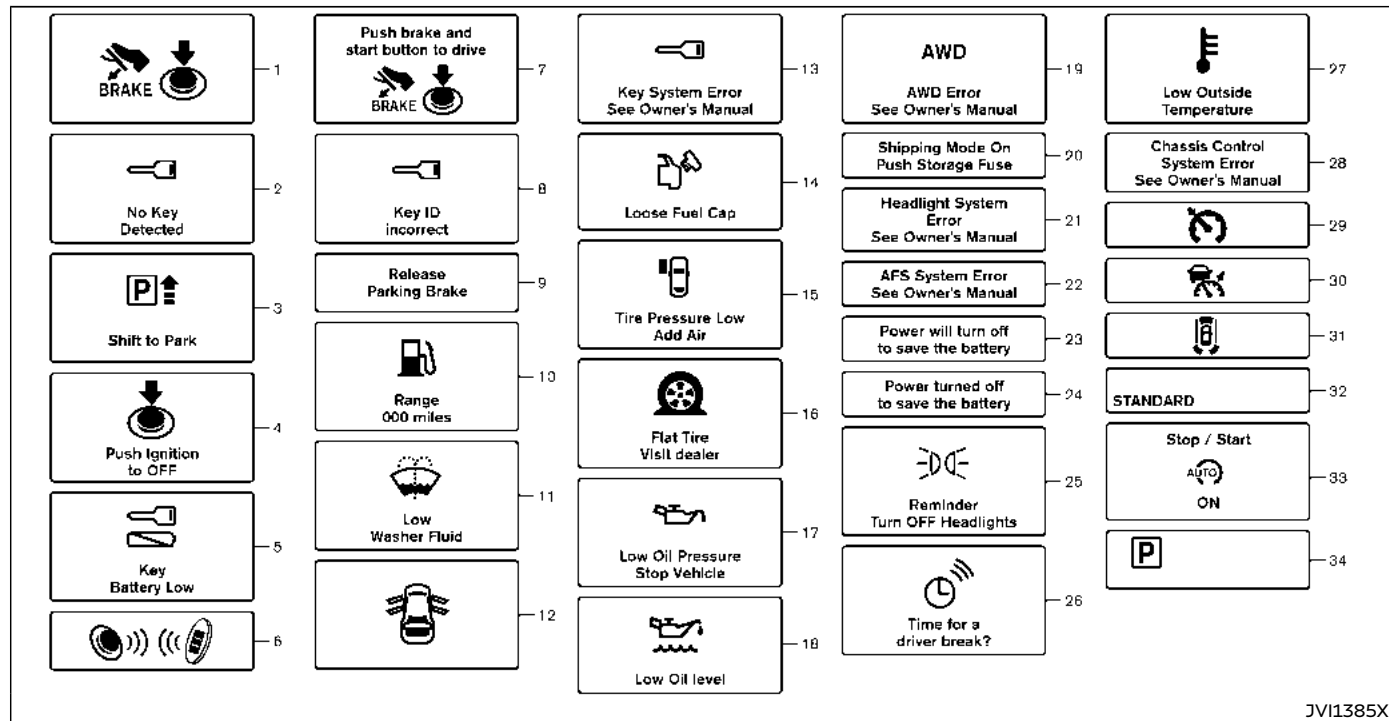 BRAKE
1
No Key
Detected
2
P
Shift to Park
3
Push Ignition
to OFF
4
Key
Battery Low
5
6
Push brake and
start button to drive
BRAKE
7
Key ID
incorrect
8
Release
Parking Brake
9
Range
000 miles
10
Low
Washer Fluid
11
12
Key System Error
See Owner's Manual
13
Loose Fuel Cap
14
Tire Pressure Low
Add Air
15
Flat Tire
Visit dealer
16
Low Oil Pressure
Stop Vehicle
17
Low Oil level
18
AWD
AWD Error
See Owner's Manual
19
Shipping Mode On
Push Storage Fuse
20
Headlight System
Error
See Owner's Manual
21
AFS System Error
See Owner's Manual
22
Power will turn off
to save the battery
23
Power turned off
to save the battery
24
Reminder
Turn OFF Headlights
25
Time for a
driver break?
26
Low Outside
Temperature
27
Chassis Control
System Error
See Owner's Manual
28
29
30
31
STANDARD
32
Stop / Start
AUTO
ON
33
P
34
JVI1385X